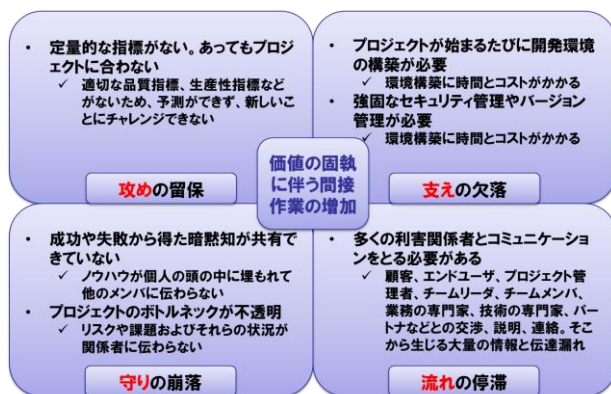 • 定量的な指標がない。あってもプロジ
ェクトに合わない
✓ 適切な品質指標、生産性指標など
がないため、予測ができず、新しいこ
とにチャレンジできない
攻めの留保
• プロジェクトが始まるたびに開発環境
の構築が必要
✓ 環境構築に時間とコストがかかる
• 強固なセキュリティ管理やバージョン
管理が必要
✓ 環境構築に時間とコストがかかる
支えの欠落
価値の固執
に伴う間接
作業の増加
• 成功や失敗から得た暗黙知が共有で
きていない
✓ ノウハウが個人の頭の中に埋もれて
他のメンバに伝わらない
• プロジェクトのボトルネックが不透明
✓ リスクや課題およびそれらの状況が
関係者に伝わらない
守りの崩落
• 多くの利害関係者とコミュニケーショ
ンをとる必要がある
✓ 顧客、エンドユーザ、プロジェクト管
理者、チームリーダ、チームメンバ、
業務の専門家、技術の専門家、パー
トナなどとの交渉、説明、連絡。そこ
から生じる大量の情報と伝達漏れ
流れの停滞